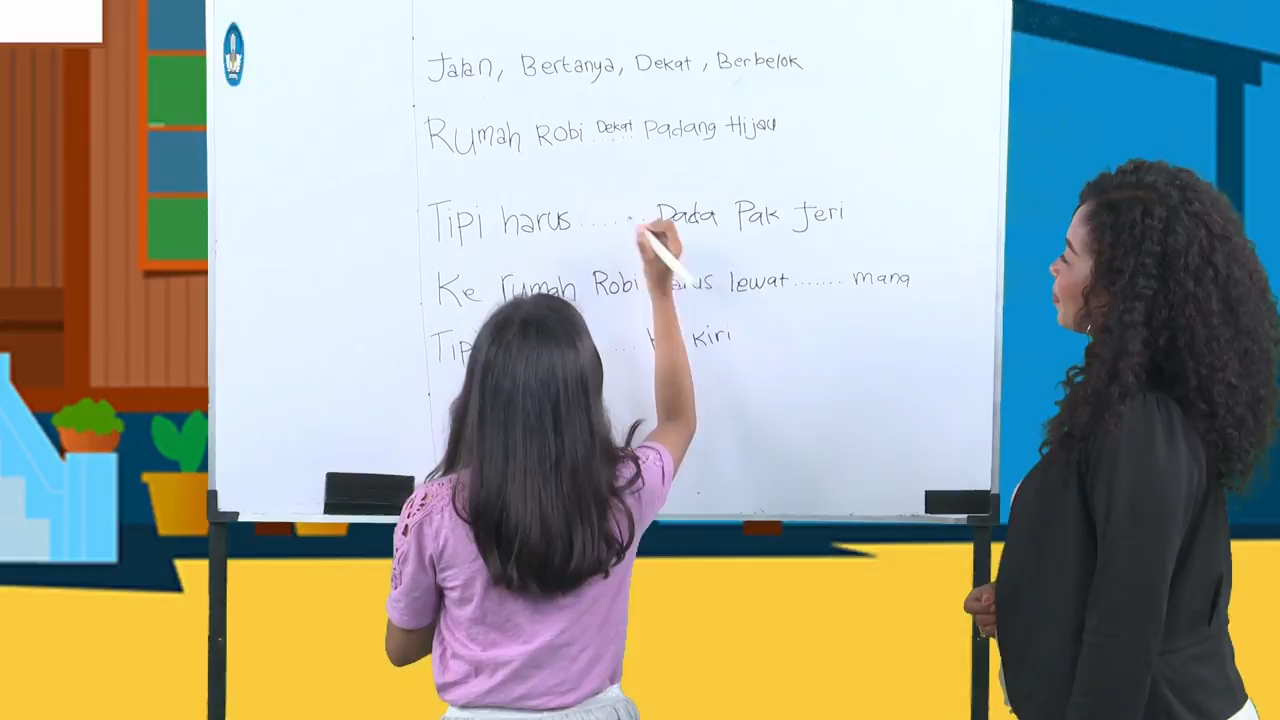 Jalan, Bertanya, Dekat, Berbelok
Rumah Robi Dekat Padang Hijau
Tipi harus ....... Pada Pak Jeri
Ke rumah Robi harus lewat ....... mana
Tipi .... kiri